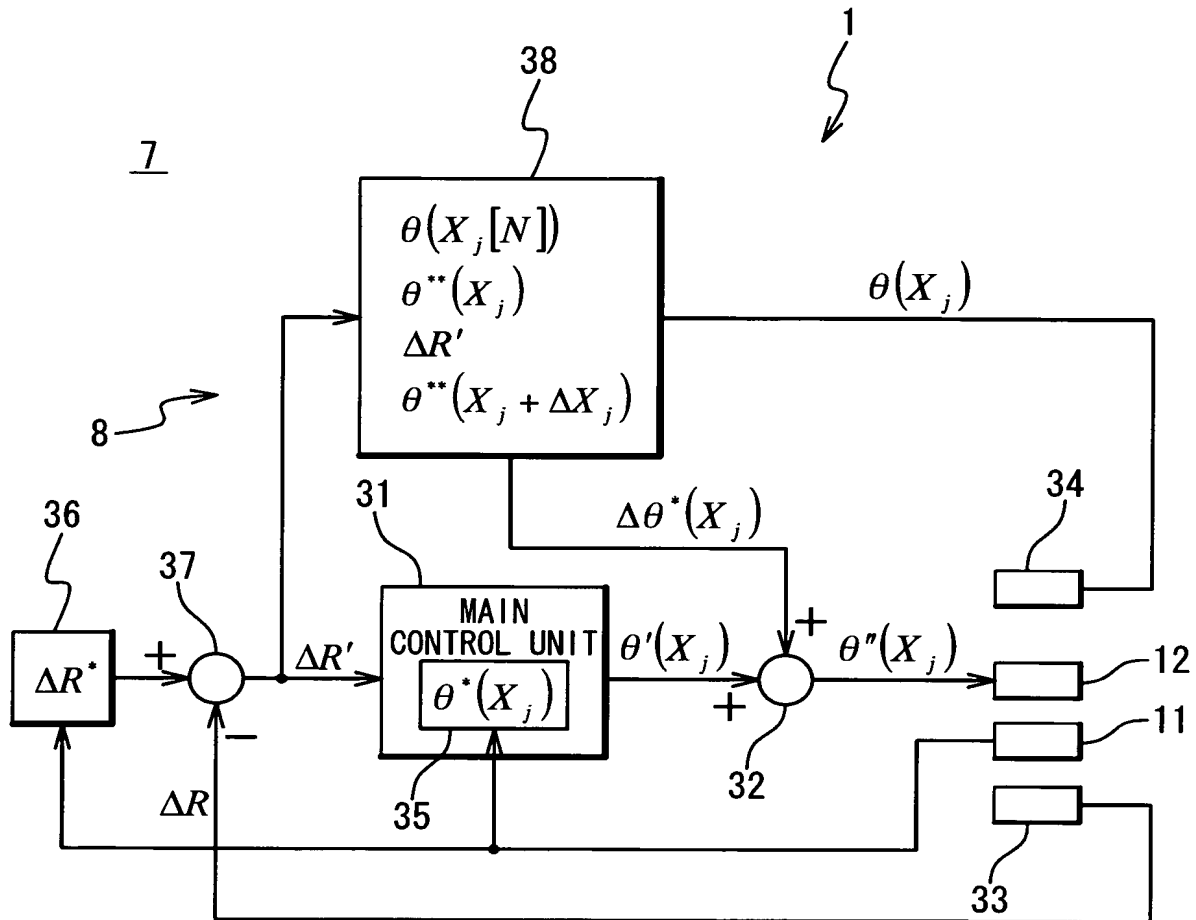 1
38
7
θ(X_j[N])
θ**(X_j)
ΔR′
θ**(X_j + ΔX_j)
θ(X_j)
8
36
31
Δθ*(X_j)
34
37
MAIN
CONTROL UNIT
ΔR*
+
ΔR′
θ*(X_j)
θ′(X_j)
+
+
θ″(X_j)
12
−
11
ΔR
35
32
33